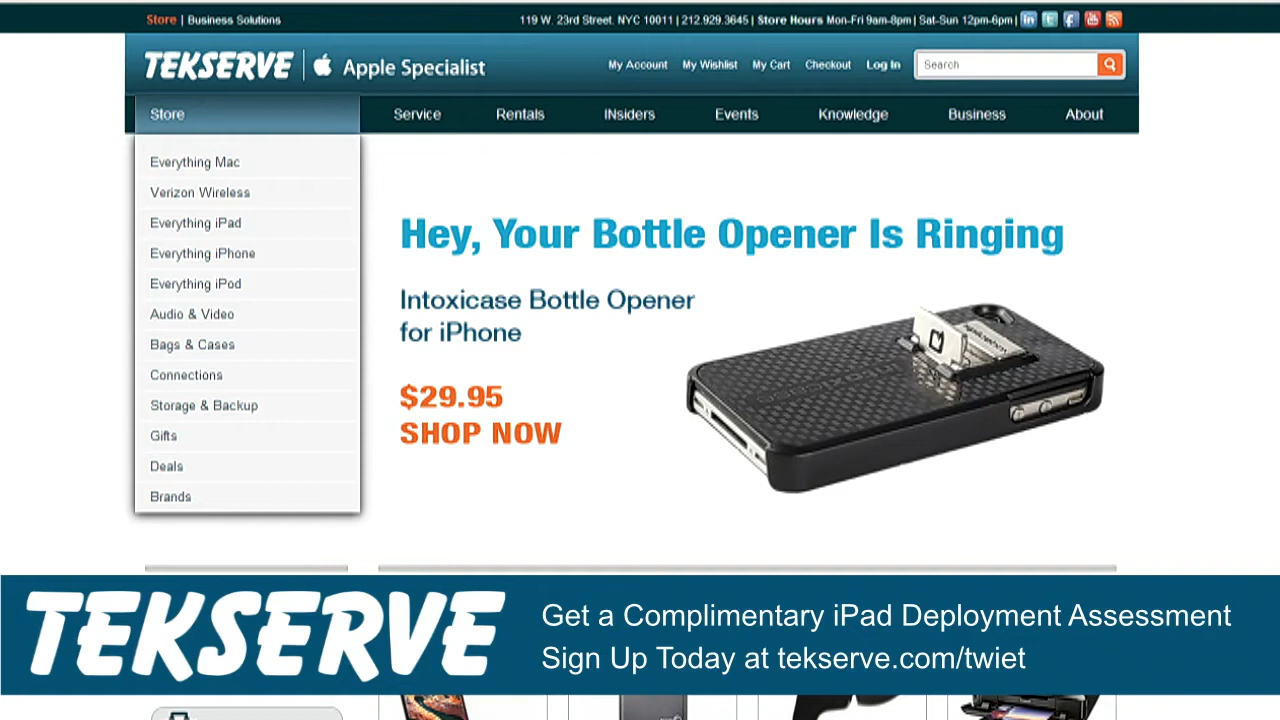 Store | Business Solutions
119 W. 23rd Street. NYC 10011 | 212.929.3645 | Store Hours Mon-Fri 9am-8pm | Sat-Sun 12pm-6pm |
TEKSERVE | Apple Specialist
My Account My Wishlist My Cart Checkout Log In Search
Store Service Rentals INsiders Events Knowledge Business About
Everything Mac
Verizon Wireless
Everything iPad
Everything iPhone
Everything iPod
Audio & Video
Bags & Cases
Connections
Storage & Backup
Gifts
Deals
Brands
Hey, Your Bottle Opener Is Ringing
Intoxicase Bottle Opener
for iPhone
$29.95
SHOP NOW
TEKSERVE
Get a Complimentary iPad Deployment Assessment
Sign Up Today at tekserve.com/twiet